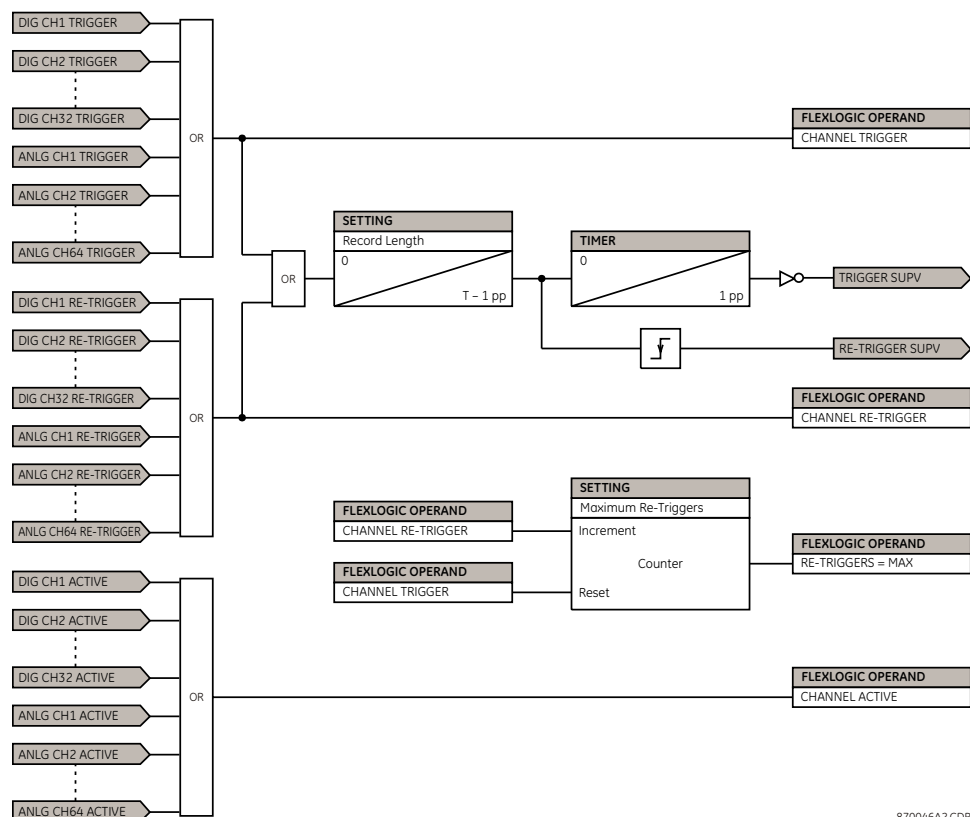 DIG CH1 TRIGGER
DIG CH2 TRIGGER
DIG CH32 TRIGGER
ANLG CH1 TRIGGER
ANLG CH2 TRIGGER
ANLG CH64 TRIGGER
OR
FLEXLOGIC OPERAND
CHANNEL TRIGGER
SETTING
Record Length
0
T – 1 pp
OR
TIMER
0
1 pp
TRIGGER SUPV
RE-TRIGGER SUPV
DIG CH1 RE-TRIGGER
DIG CH2 RE-TRIGGER
DIG CH32 RE-TRIGGER
ANLG CH1 RE-TRIGGER
ANLG CH2 RE-TRIGGER
ANLG CH64 RE-TRIGGER
OR
FLEXLOGIC OPERAND
CHANNEL RE-TRIGGER
FLEXLOGIC OPERAND
CHANNEL RE-TRIGGER
FLEXLOGIC OPERAND
CHANNEL TRIGGER
SETTING
Maximum Re-Triggers
Increment
Counter
Reset
FLEXLOGIC OPERAND
RE-TRIGGERS = MAX
DIG CH1 ACTIVE
DIG CH2 ACTIVE
DIG CH32 ACTIVE
ANLG CH1 ACTIVE
ANLG CH2 ACTIVE
ANLG CH64 ACTIVE
OR
FLEXLOGIC OPERAND
CHANNEL ACTIVE
870046A2.CDR